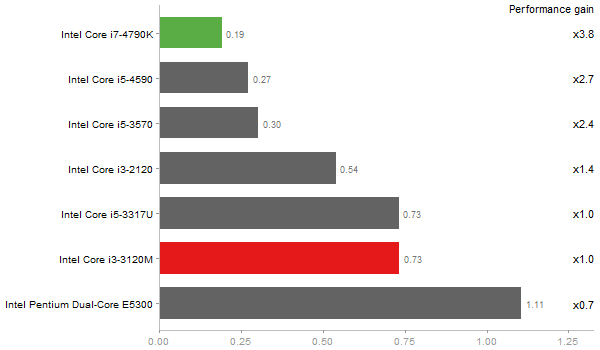 Performance gain
Intel Core i7-4790K 0.19 x3.8
Intel Core i5-4590 0.27 x2.7
Intel Core i5-3570 0.30 x2.4
Intel Core i3-2120 0.54 x1.4
Intel Core i5-3317U 0.73 x1.0
Intel Core i3-3120M 0.73 x1.0
Intel Pentium Dual-Core E5300 1.11 x0.7
0.00 0.25 0.50 0.75 1.00 1.25